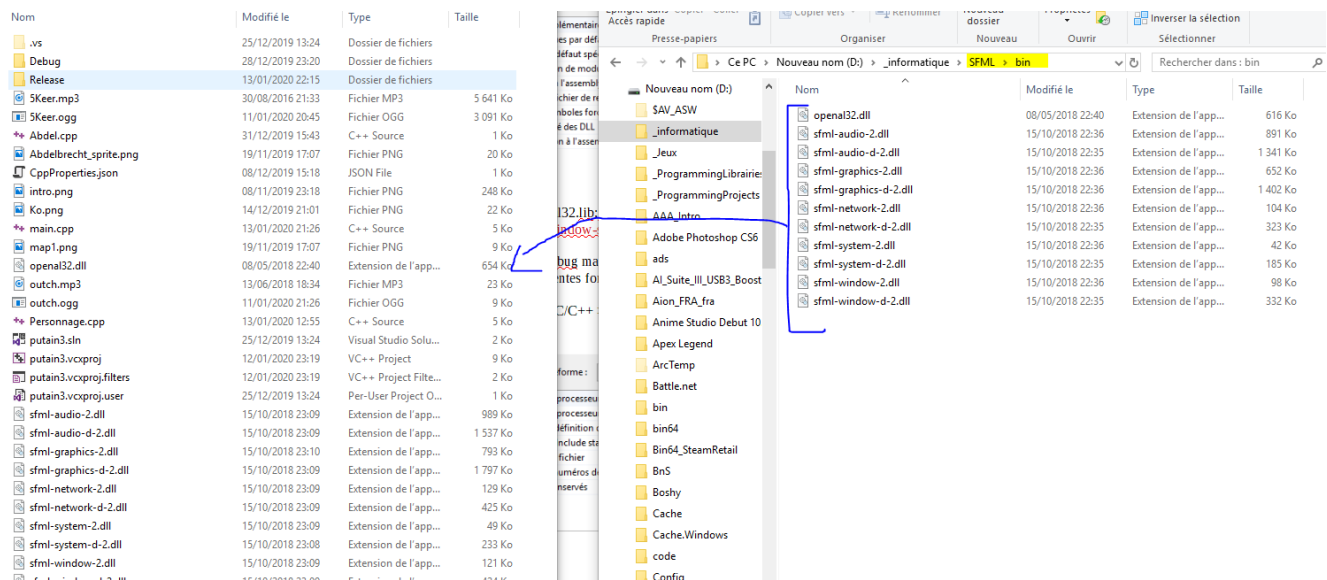 Nom Modifié le Type Taille
.vs 25/12/2019 13:24 Dossier de fichiers
Debug 28/12/2019 23:20 Dossier de fichiers
Release 13/01/2020 22:15 Dossier de fichiers
5Keer.mp3 30/08/2016 21:33 Fichier MP3 5 641 Ko
5Keer.ogg 11/01/2020 20:45 Fichier OGG 3 091 Ko
Abdel.cpp 31/12/2019 15:43 C++ Source 1 Ko
Abdelbrecht_sprite.png 19/11/2019 17:07 Fichier PNG 20 Ko
CppProperties.json 08/12/2019 15:18 JSON File 1 Ko
intro.png 08/11/2019 23:18 Fichier PNG 248 Ko
Ko.png 14/12/2019 21:01 Fichier PNG 22 Ko
main.cpp 13/01/2020 21:26 C++ Source 5 Ko
map1.png 19/11/2019 17:07 Fichier PNG 9 Ko
openal32.dll 08/05/2018 22:40 Extension de l'app... 654 Ko
outch.mp3 13/06/2018 18:34 Fichier MP3 23 Ko
outch.ogg 11/01/2020 21:26 Fichier OGG 9 Ko
Personnage.cpp 13/01/2020 12:55 C++ Source 5 Ko
putain3.sln 25/12/2019 13:24 Visual Studio Solu... 2 Ko
putain3.vcxproj 12/01/2020 23:19 VC++ Project 9 Ko
putain3.vcxproj.filters 12/01/2020 23:19 VC++ Project Filte... 2 Ko
putain3.vcxproj.user 25/12/2019 13:24 Per-User Project O... 1 Ko
sfml-audio-2.dll 15/10/2018 23:09 Extension de l'app... 989 Ko
sfml-audio-d-2.dll 15/10/2018 23:09 Extension de l'app... 1 537 Ko
sfml-graphics-2.dll 15/10/2018 23:10 Extension de l'app... 793 Ko
sfml-graphics-d-2.dll 15/10/2018 23:09 Extension de l'app... 1 797 Ko
sfml-network-2.dll 15/10/2018 23:09 Extension de l'app... 129 Ko
sfml-network-d-2.dll 15/10/2018 23:09 Extension de l'app... 425 Ko
sfml-system-2.dll 15/10/2018 23:09 Extension de l'app... 49 Ko
sfml-system-d-2.dll 15/10/2018 23:08 Extension de l'app... 233 Ko
sfml-window-2.dll 15/10/2018 23:09 Extension de l'app... 121 Ko
l32.lib;
bug ma
C/C++
forme :
processeur
processeur
fichier
Accès rapide
Copier vers Renommer
dossier
Inverser la sélection
Presse-papiers Organiser Nouveau Ouvrir Sélectionner
Ce PC > Nouveau nom (D:) > _informatique > SFML > bin
Rechercher dans : bin
Nouveau nom (D:)
$AV_ASW
_informatique
_Jeux
_ProgrammingLibrairies
_ProgrammingProjects
AAA_Intro
Adobe Photoshop CS6
ads
AI_Suite_III_USB3_Boost
Aion_FRA_fra
Anime Studio Debut 10
Apex Legend
ArcTemp
Battle.net
bin
bin64
Bin64_SteamRetail
BnS
Boshy
Cache
Cache.Windows
code
Config
Nom Modifié le Type Taille
openal32.dll 08/05/2018 22:40 Extension de l'app... 616 Ko
sfml-audio-2.dll 15/10/2018 22:36 Extension de l'app... 891 Ko
sfml-audio-d-2.dll 15/10/2018 22:35 Extension de l'app... 1 341 Ko
sfml-graphics-2.dll 15/10/2018 22:36 Extension de l'app... 652 Ko
sfml-graphics-d-2.dll 15/10/2018 22:35 Extension de l'app... 1 402 Ko
sfml-network-2.dll 15/10/2018 22:36 Extension de l'app... 104 Ko
sfml-network-d-2.dll 15/10/2018 22:35 Extension de l'app... 323 Ko
sfml-system-2.dll 15/10/2018 22:36 Extension de l'app... 42 Ko
sfml-system-d-2.dll 15/10/2018 22:35 Extension de l'app... 185 Ko
sfml-window-2.dll 15/10/2018 22:36 Extension de l'app... 98 Ko
sfml-window-d-2.dll 15/10/2018 22:35 Extension de l'app... 332 Ko